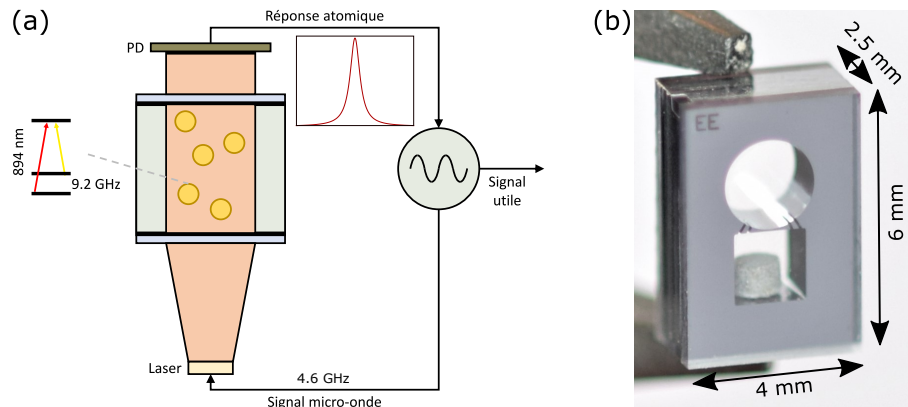 (a)
Réponse atomique
PD
894 nm
9.2 GHz
Signal
utile
Laser
4.6 GHz
Signal micro-onde
(b)
2.5 mm
EE
6 mm
4 mm